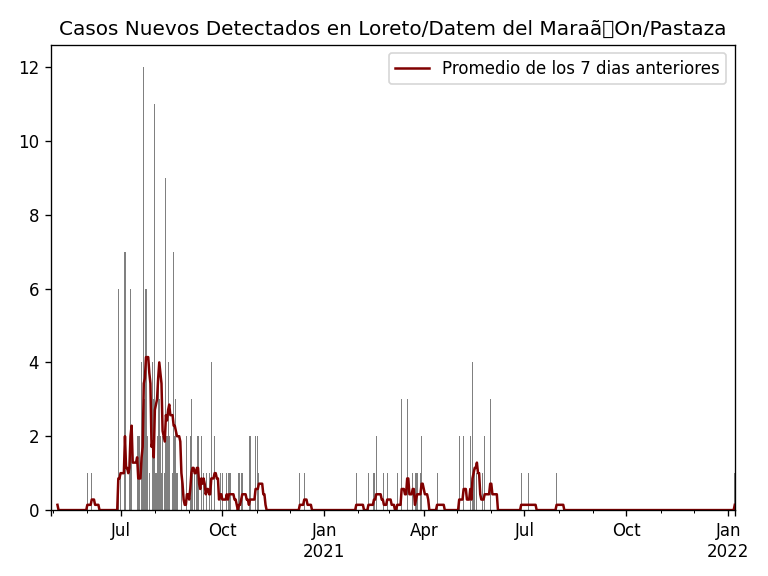 Casos Nuevos Detectados en Loreto/Datem del Maraã▯On/Pastaza
Promedio de los 7 dias anteriores
12
10
8
6
4
2
0
Jul
Oct
Jan
2021
Apr
Jul
Oct
Jan
2022